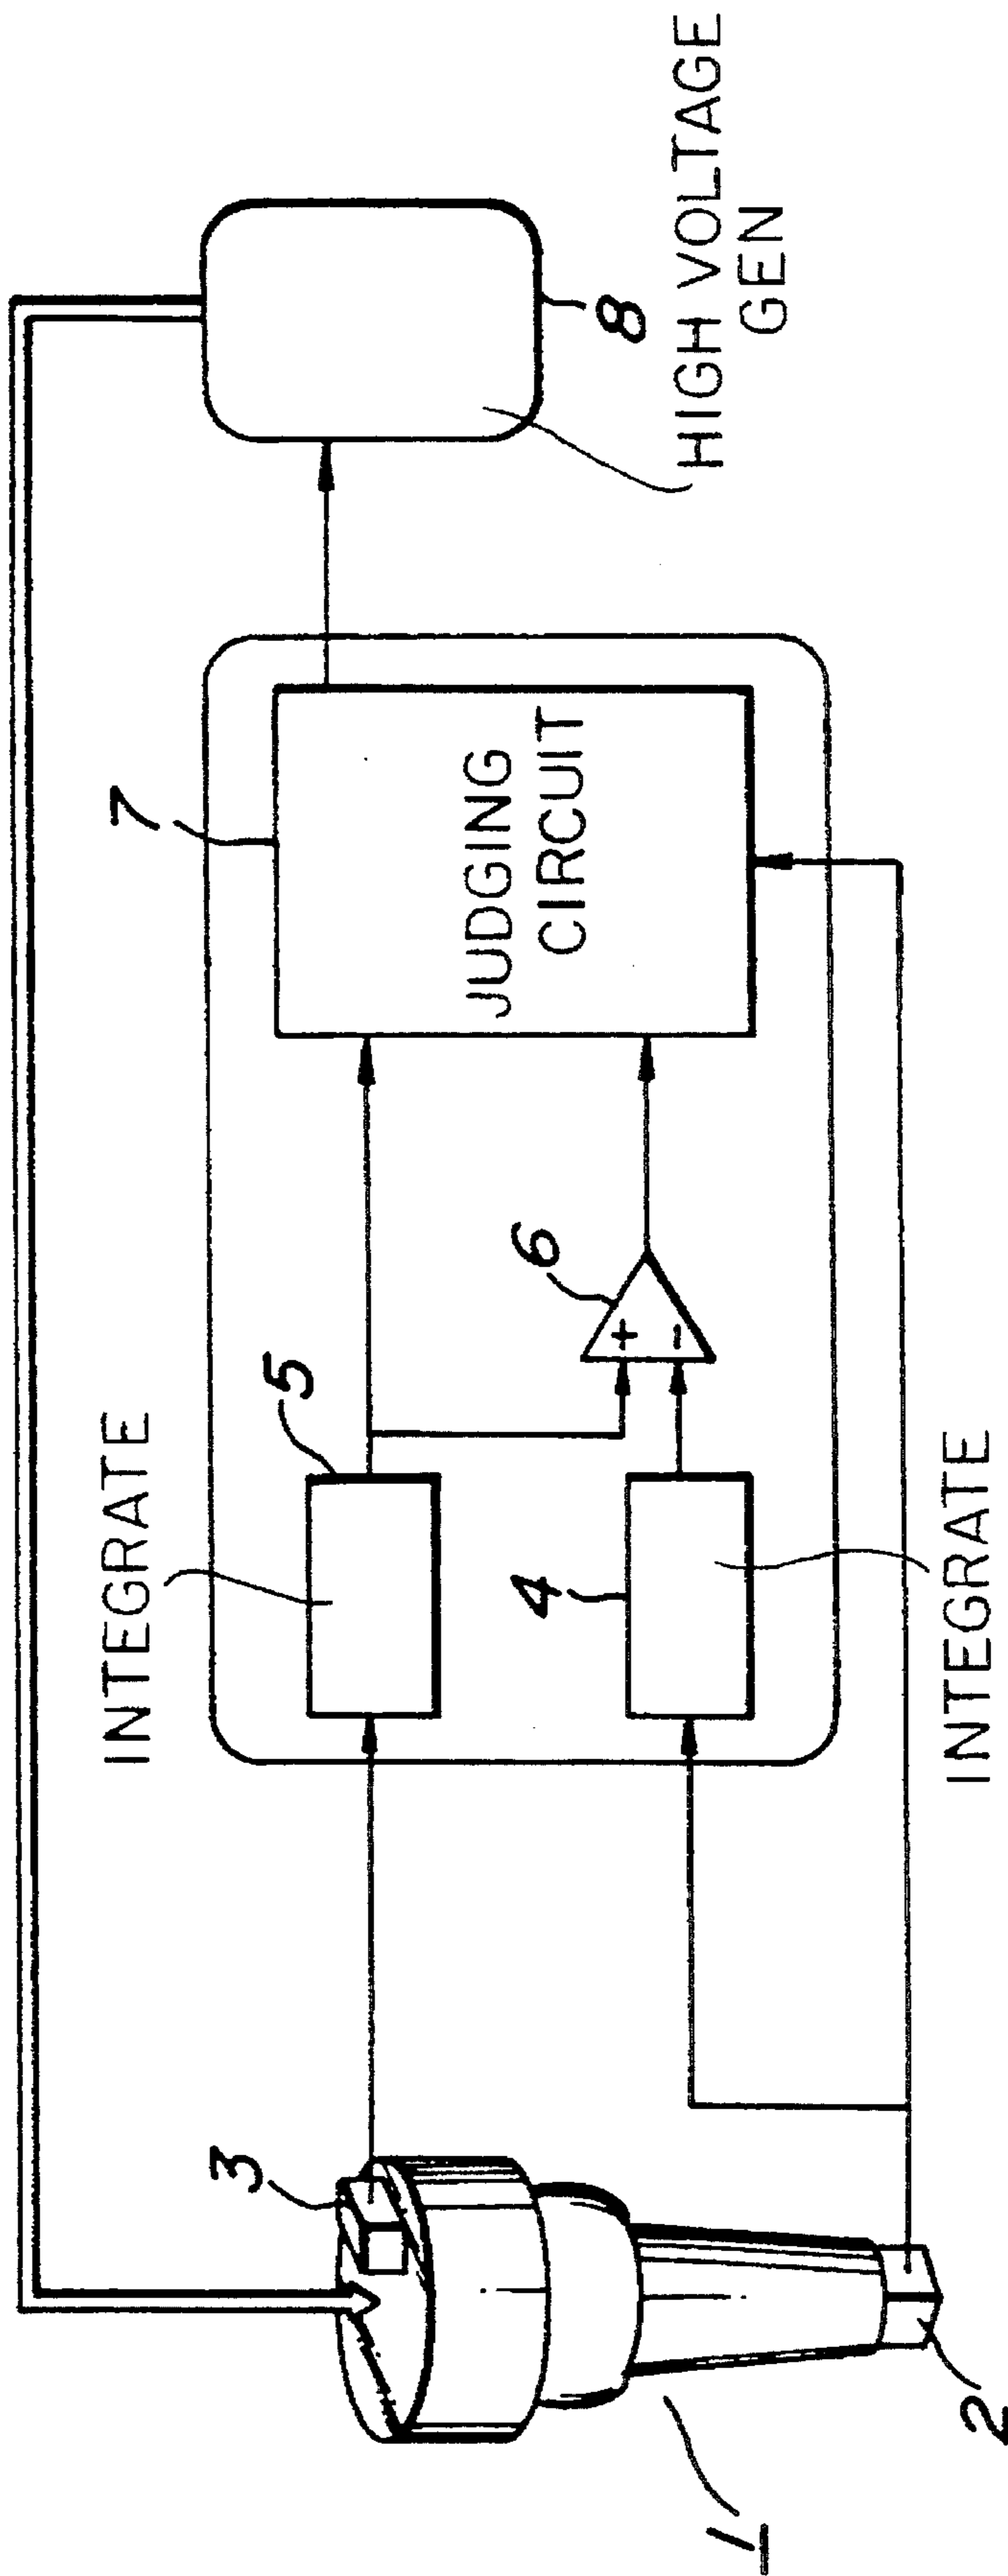 INTEGRATE
5
7
3
4
6
JUDGING
CIRCUIT
8
HIGH VOLTAGE
GEN
INTEGRATE
1
2